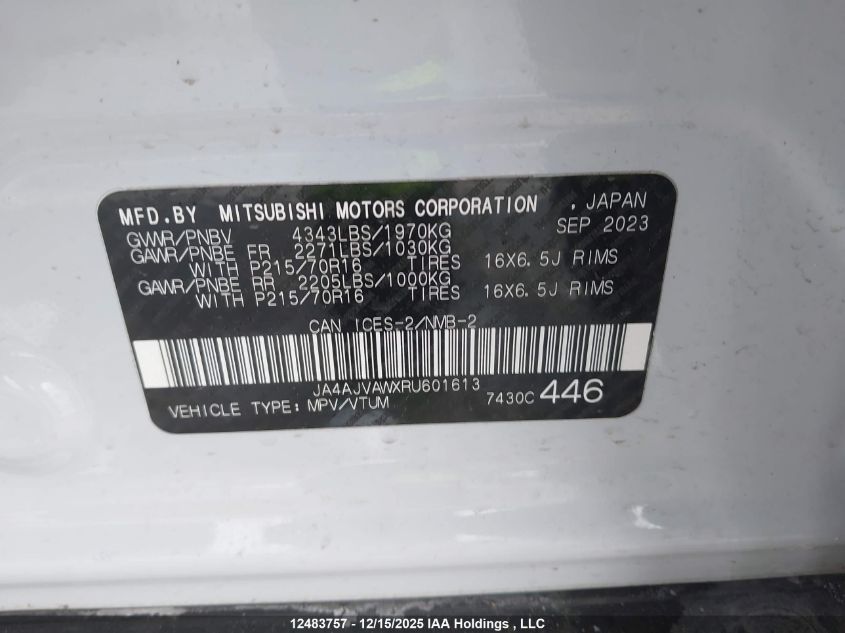 MFD.BY MITSUBISHI MOTORS CORPORATION , JAPAN
GVWR/PNBV 4343LBS/1970KG SEP 2023
GAWR/PNBE FR 2271LBS/1030KG
WITH P215/70R16 TIRES 16X6.5J RIMS
GAWR/PNBE RR 2205LBS/1000KG
WITH P215/70R16 TIRES 16X6.5J RIMS
CAN ICES-2/NMB-2
JA4AJVAWXRU601613
VEHICLE TYPE: MPV/VTUM 7430C 446
12483757 - 12/15/2025 IAA Holdings, LLC